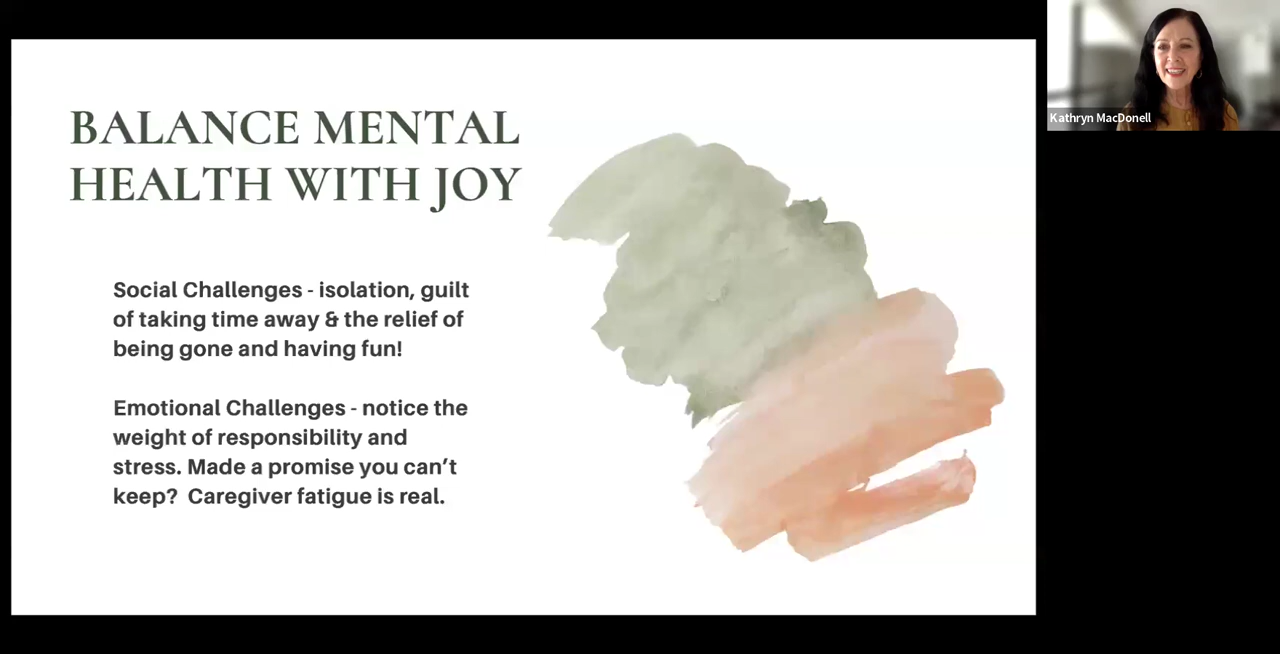 BALANCE MENTAL
HEALTH WITH JOY
Social Challenges - isolation, guilt
of taking time away & the relief of
being gone and having fun!
Emotional Challenges - notice the
weight of responsibility and
stress. Made a promise you can’t
keep?  Caregiver fatigue is real.
Kathryn MacDonell